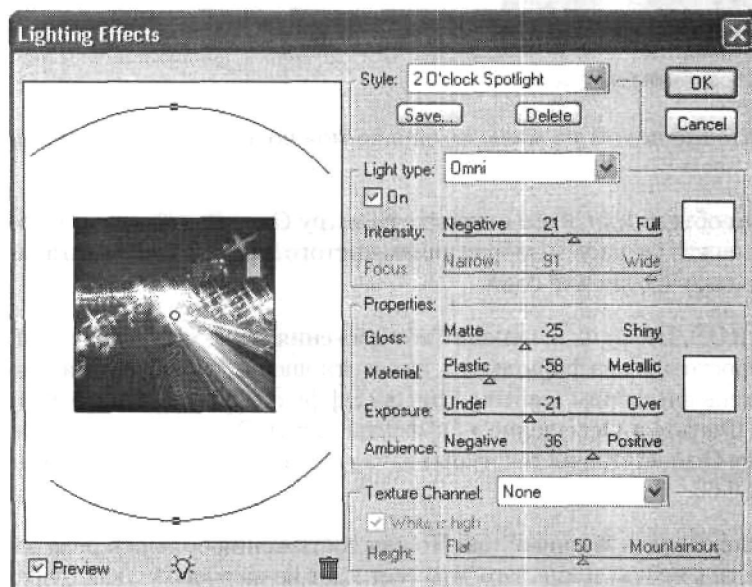 Lighting Effects
Style: 2 O'clock Spotlight
OK
Save...
Delete
Cancel
Light type: Omni
On
Intensity: Negative 21 Full
Focus: Narrow 91 Wide
Properties:
Gloss: Matte -25 Shiny
Material: Plastic -58 Metallic
Exposure: Under -21 Over
Ambience: Negative 36 Positive
Texture Channel: None
White is high
Height: Flat 50 Mountainous
Preview